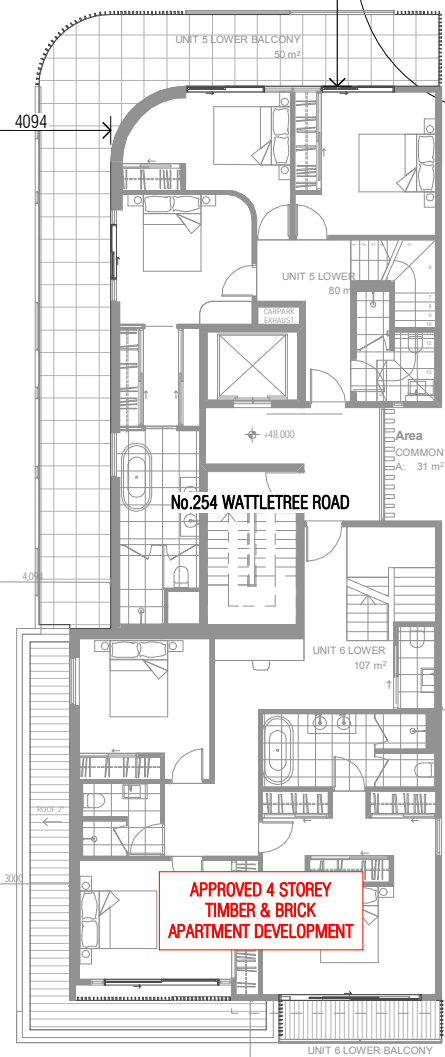 UNIT 5 LOWER BALCONY
50 m²
4094
UNIT 5 LOWER
80 m
CARPARK
EXHAUST
+48.000
Area
COMMON
A: 31 m²
No.254 WATTLETREE ROAD
4,094
UNIT 6 LOWER
107 m²
ROOF 2°
3000
APPROVED 4 STOREY
TIMBER & BRICK
APARTMENT DEVELOPMENT
UNIT 6 LOWER BALCONY